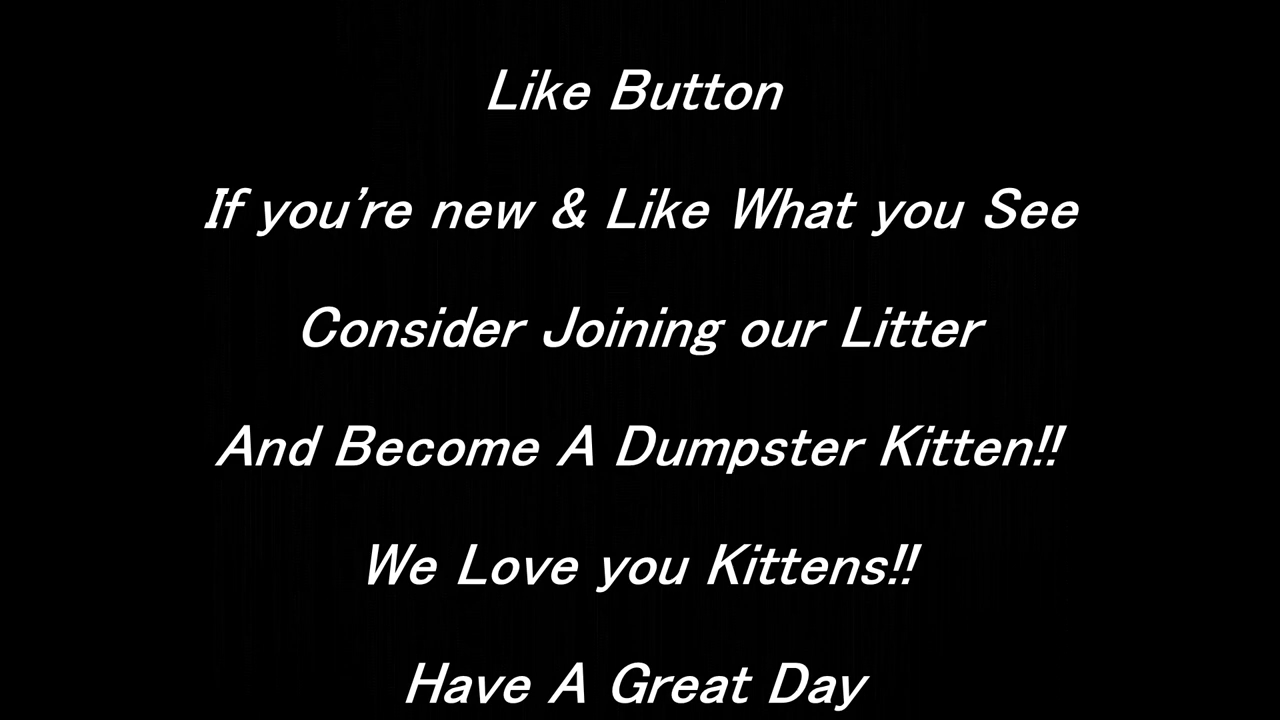 Like Button
If you're new & Like What you See
Consider Joining our Litter
And Become A Dumpster Kitten!!
We Love you Kittens!!
Have A Great Day